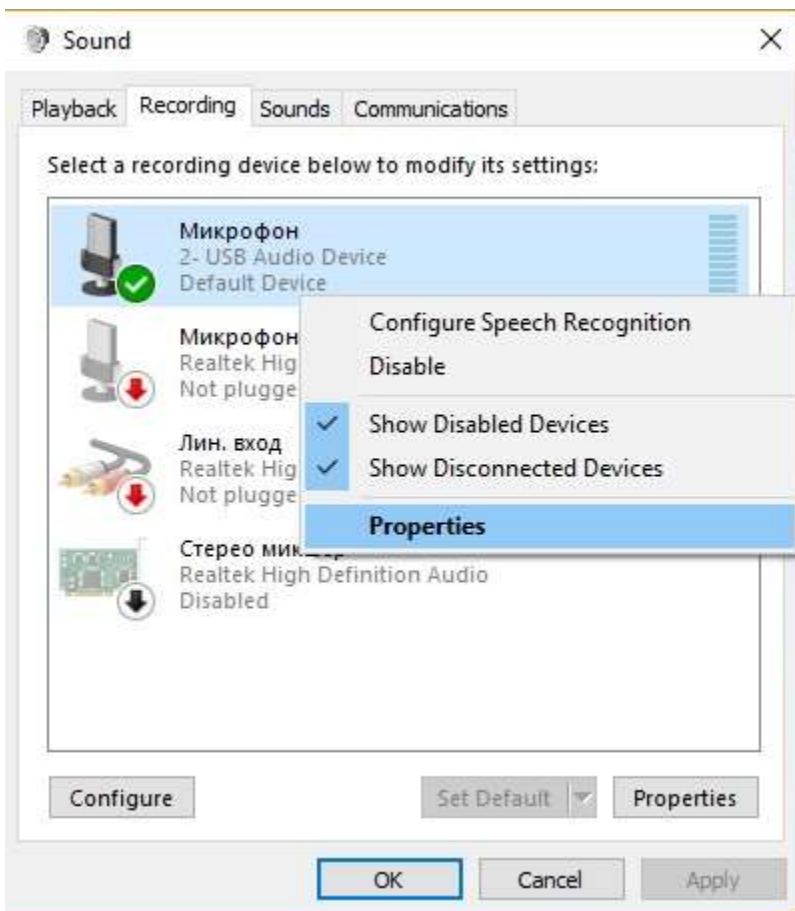 Sound
Playback Recording Sounds Communications
Select a recording device below to modify its settings:
Микрофон
2- USB Audio Device
Default Device
Микрофон
Realtek Hig
Not plugge
Лин. вход
Realtek Hig
Not plugge
Стерео
Realtek High Definition Audio
Disabled
Configure Speech Recognition
Disable
Show Disabled Devices
Show Disconnected Devices
Properties
Configure Set Default Properties
OK Cancel Apply